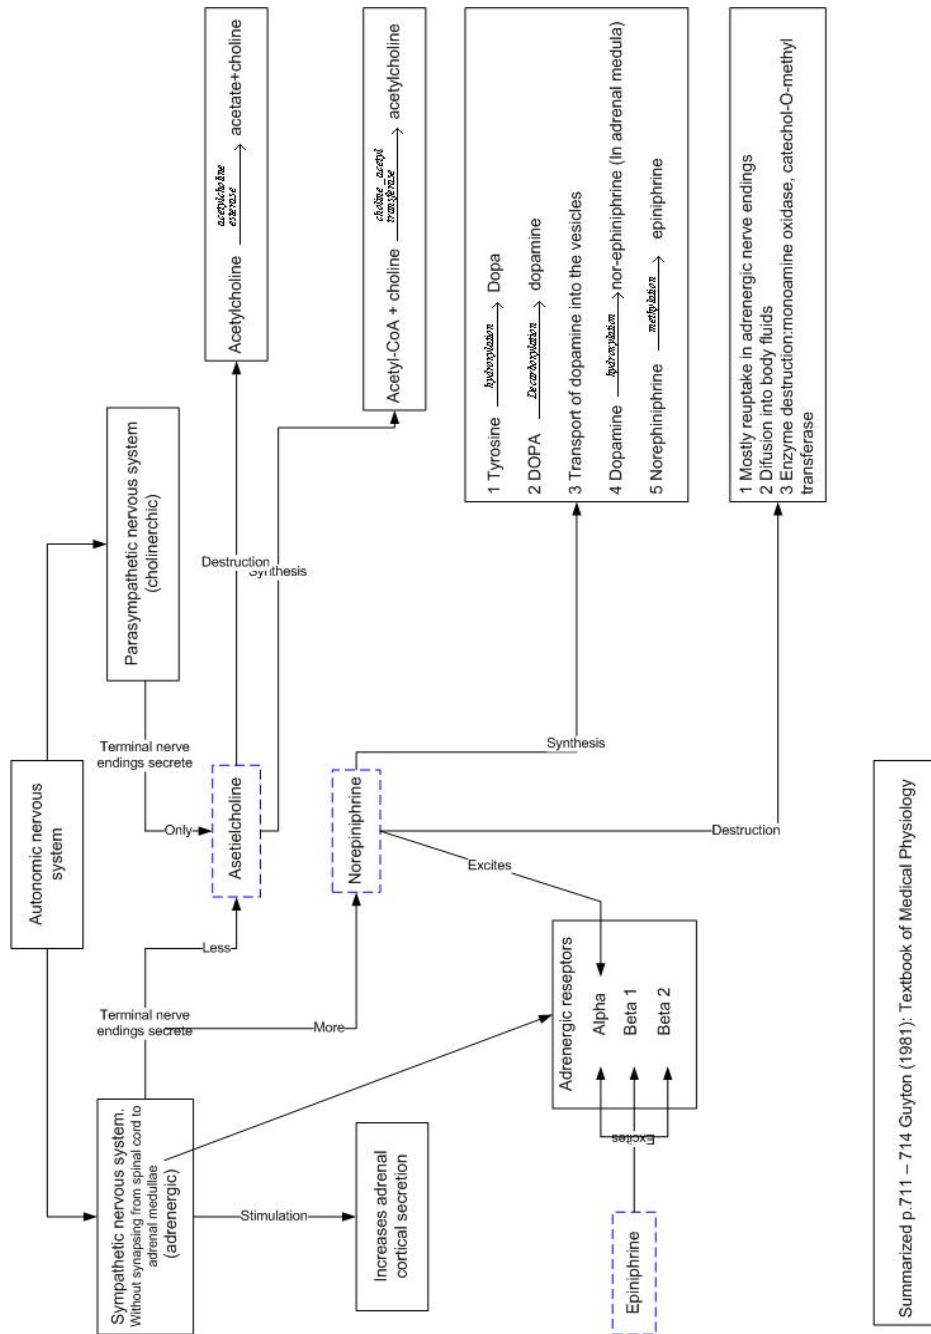 Autonomic nervous
system
Sympathetic nervous system.
Without synapsing from spinal cord to
adrenal medullae
(adrenergic)
Parasympathetic nervous system
(cholinerchic)
Terminal nerve
endings secrete
Terminal nerve
endings secrete
Less
Only
More
Stimulation
Asetielcholine
Destruction
Synthesis
Acetylcholine acetylcholine esterase acetate+choline
Acetyl-CoA + choline choline_acetyl transferase acetylcholine
Increases adrenal
cortical secretion
Norepiniphrine
Synthesis
Excites
Destruction
1 Tyrosine hydroxylation Dopa
2 DOPA Decarboxylation dopamine
3 Transport of dopamine into the vesicles
4 Dopamine hydroxylation nor-ephiniphrine (In adrenal medula)
5 Norephiniphrine methylation epiniphrine
Adrenergic reseptors
Alpha
Beta 1
Beta 2
Excites
Epiniphrine
1 Mostly reuptake in adrenergic nerve endings
2 Difusion into body fluids
3 Enzyme destruction:monoamine oxidase, catechol-O-methyl
transferase
Summarized p.711 – 714 Guyton (1981): Textbook of Medical Physiology